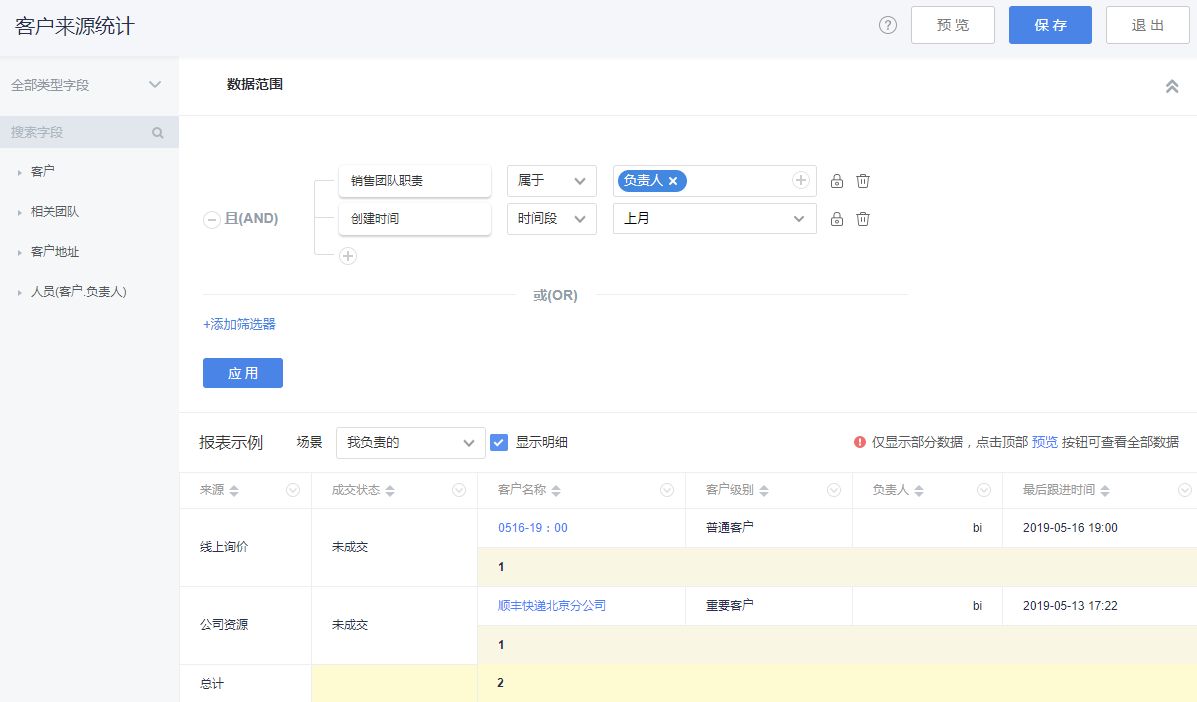 客户来源统计
? 预 览 保 存 退 出
全部类型字段
搜索字段
客户
相关团队
客户地址
人员(客户.负责人)
数据范围
且(AND)
销售团队职责 属于 负责人 ×
创建时间 时间段 上月
或(OR)
+添加筛选器
应 用
报表示例 场景 我负责的 显示明细 仅显示部分数据，点击顶部 预览 按钮可查看全部数据
来源 成交状态 客户名称 客户级别 负责人 最后跟进时间
线上询价 未成交 0516-19：00 普通客户 bi 2019-05-16 19:00
1
公司资源 未成交 顺丰快递北京分公司 重要客户 bi 2019-05-13 17:22
1
总计 2